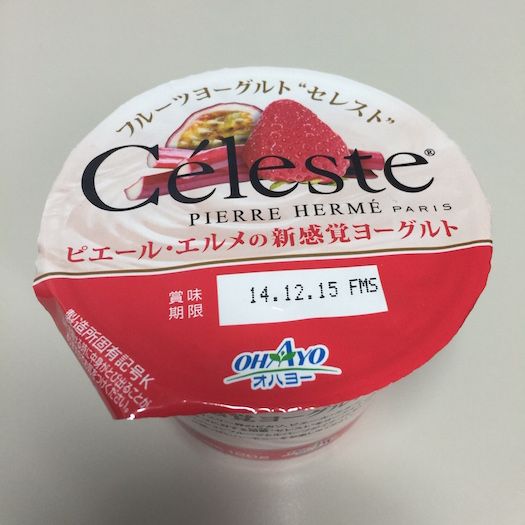 フルーツヨーグルト“セレスト”
Céleste®
PIERRE HERMÉ PARIS
ピエール・エルメの新感覚ヨーグルト
賞味
期限
14.12.15 FMS
OHAYO
オハヨー
製造所固有記号K